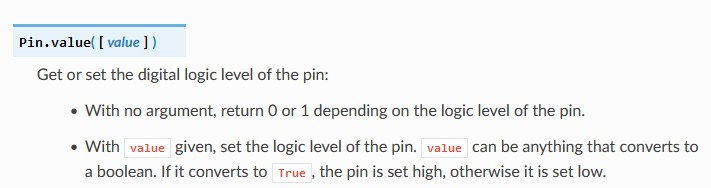 Pin.value([value])
Get or set the digital logic level of the pin:
• With no argument, return 0 or 1 depending on the logic level of the pin.
• With value given, set the logic level of the pin. value can be anything that converts to
a boolean. If it converts to True , the pin is set high, otherwise it is set low.